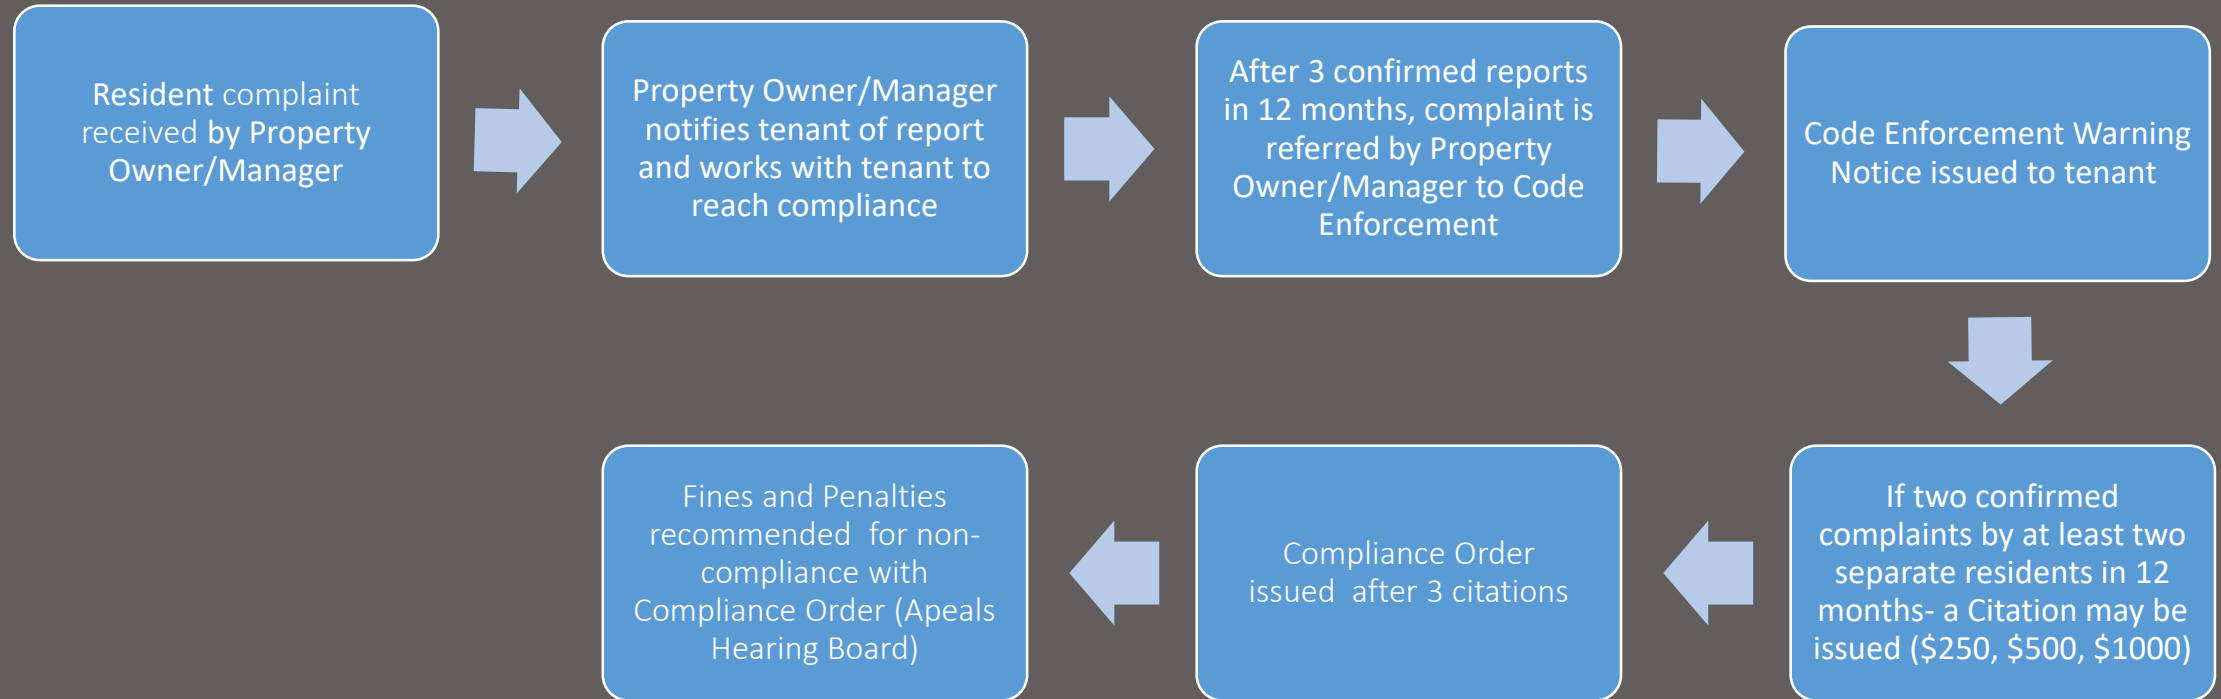 Resident complaint
received by Property
Owner/Manager
Property Owner/Manager
notifies tenant of report
and works with tenant to
reach compliance
After 3 confirmed reports
in 12 months, complaint is
referred by Property
Owner/Manager to Code
Enforcement
Code Enforcement Warning
Notice issued to tenant
If two confirmed
complaints by at least two
separate residents in 12
months- a Citation may be
issued ($250, $500, $1000)
Compliance Order
issued  after 3 citations
Fines and Penalties
recommended  for non-
compliance with
Compliance Order (Apeals
Hearing Board)